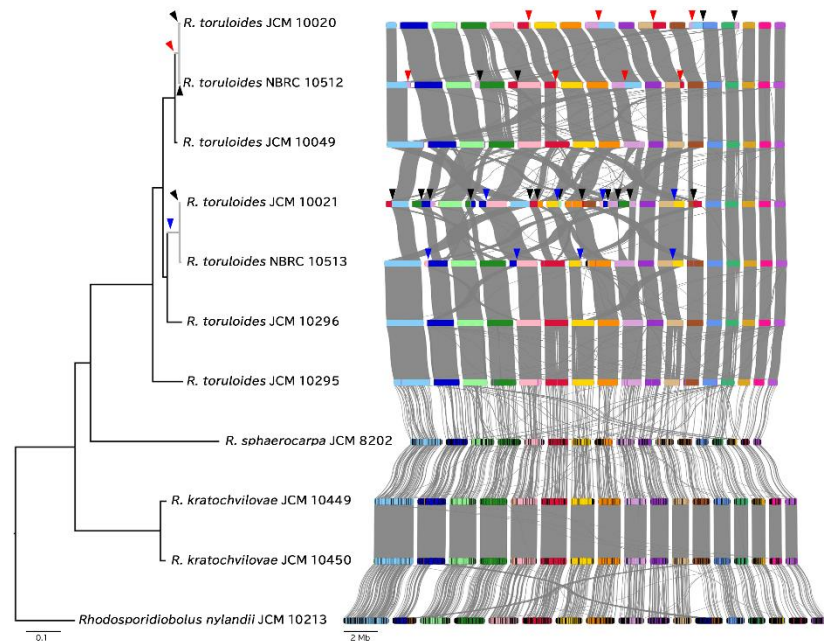 R. toruloides JCM 10020
R. toruloides NBRC 10512
R. toruloides JCM 10049
R. toruloides JCM 10021
R. toruloides NBRC 10513
R. toruloides JCM 10296
R. toruloides JCM 10295
R. sphaerocarpa JCM 8202
R. kratochvilovae JCM 10449
R. kratochvilovae JCM 10450
Rhodosporidiobolus nylandii JCM 10213
0.1
2 Mb